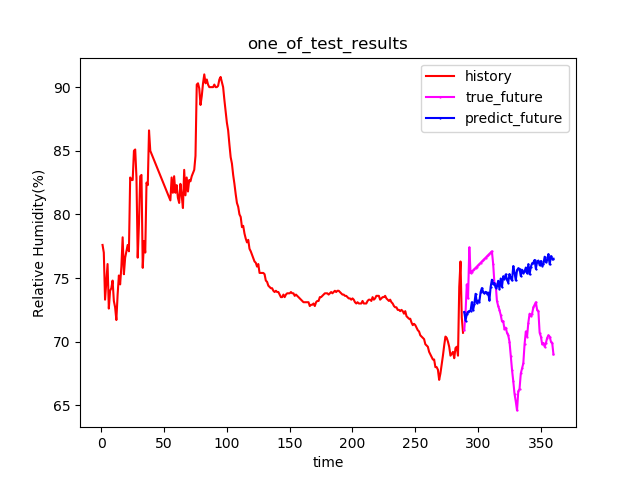 one_of_test_results
history
true_future
predict_future
Relative Humidity(%)
90
85
80
75
70
65
0
50
100
150
200
250
300
350
time